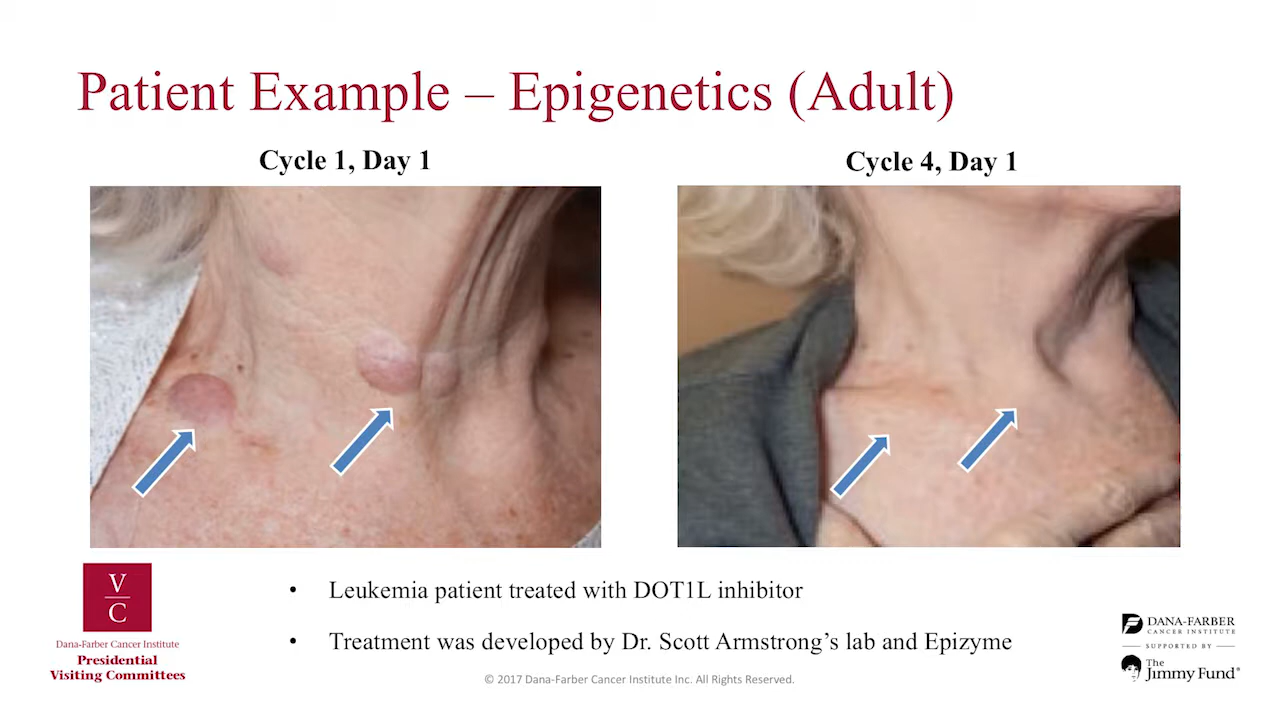 Patient Example – Epigenetics (Adult)
Cycle 1, Day 1
Cycle 4, Day 1
• Leukemia patient treated with DOT1L inhibitor
• Treatment was developed by Dr. Scott Armstrong's lab and Epizyme
V
C
Dana-Farber Cancer Institute
Presidential
Visiting Committees
© 2017 Dana-Farber Cancer Institute Inc. All Rights Reserved.
DANA-FARBER
CANCER INSTITUTE
SUPPORTED BY
The
Jimmy Fund®